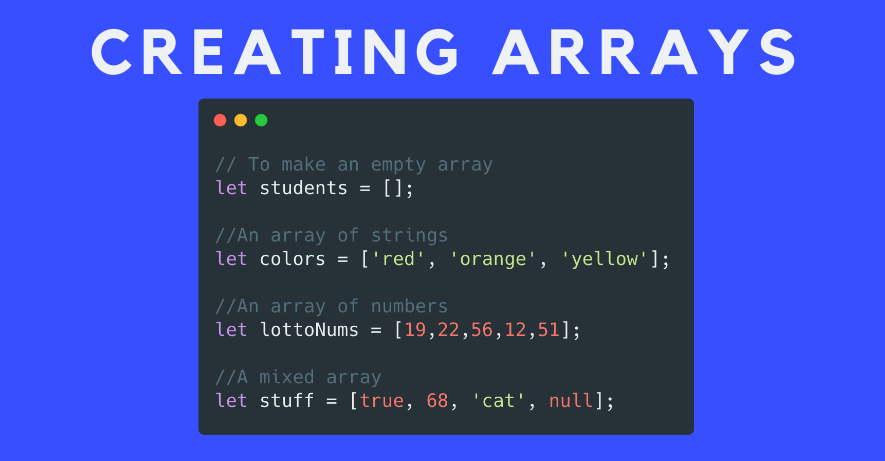 CREATING ARRAYS
// To make an empty array
let students = [];
//An array of strings
let colors = ['red', 'orange', 'yellow'];
//An array of numbers
let lottoNums = [19,22,56,12,51];
//A mixed array
let stuff = [true, 68, 'cat', null];